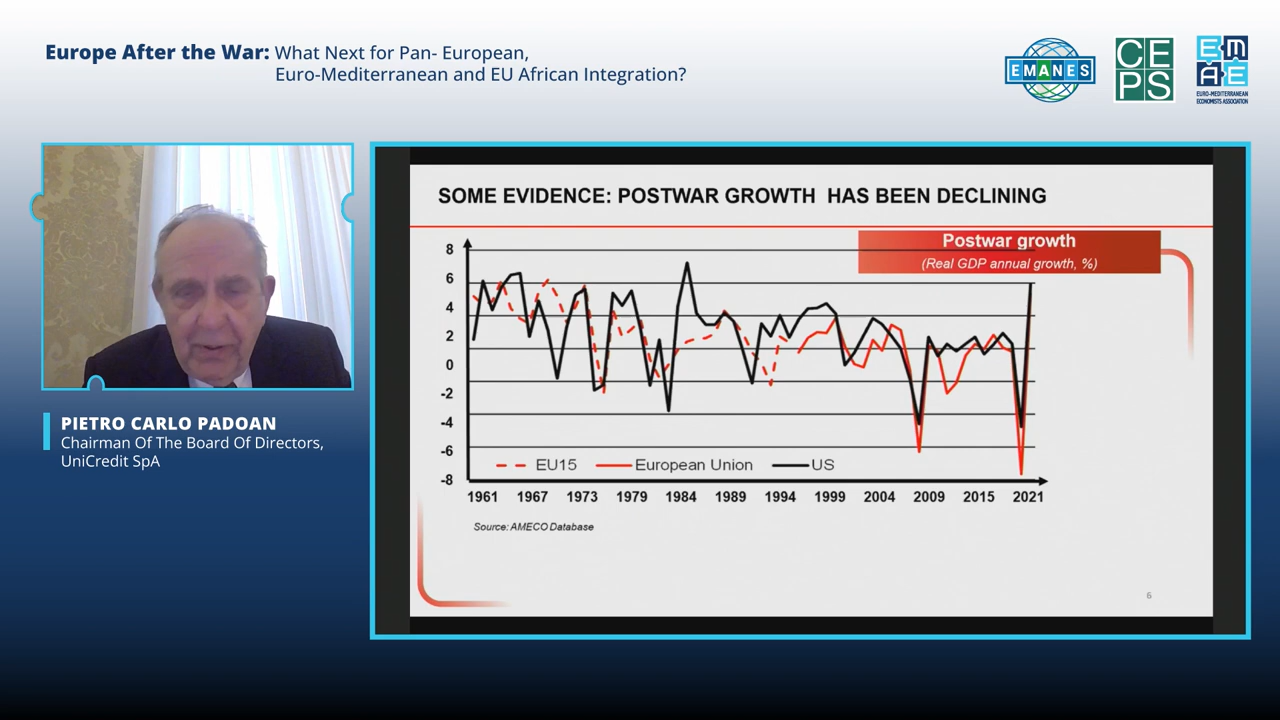 Europe After the War: What Next for Pan- European,
Euro-Mediterranean and EU African Integration?
EMANES
CE
PS
EM
AE
EURO-MEDITERRANEAN
ECONOMISTS ASSOCIATION
SOME EVIDENCE: POSTWAR GROWTH HAS BEEN DECLINING
Postwar growth
(Real GDP annual growth, %)
8
6
4
2
0
-2
-4
-6
-8
EU15 European Union US
1961 1967 1973 1979 1984 1989 1994 1999 2004 2009 2015 2021
Source: AMECO Database
6
PIETRO CARLO PADOAN
Chairman Of The Board Of Directors,
UniCredit SpA